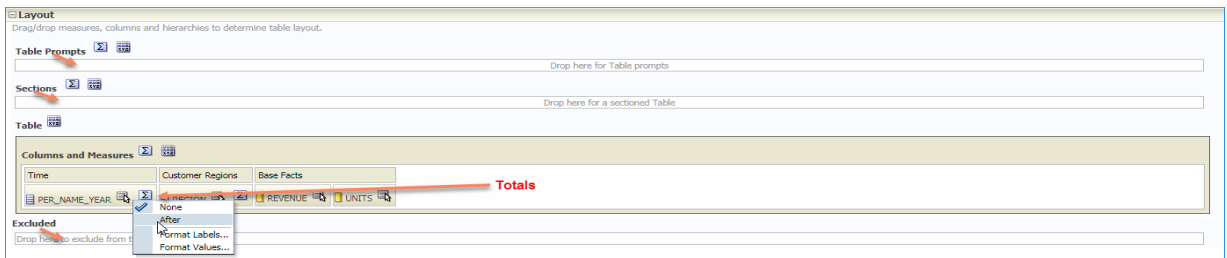 Layout
Drag/drop measures, columns and hierarchies to determine table layout.
Table Prompts
Drop here for Table prompts
Sections
Drop here for a sectioned Table
Table
Columns and Measures
Time Customer Regions Base Facts
PER_NAME_YEAR REGION REVENUE UNITS
Totals
None
After
Format Labels...
Format Values...
Excluded
Drop here to exclude from t